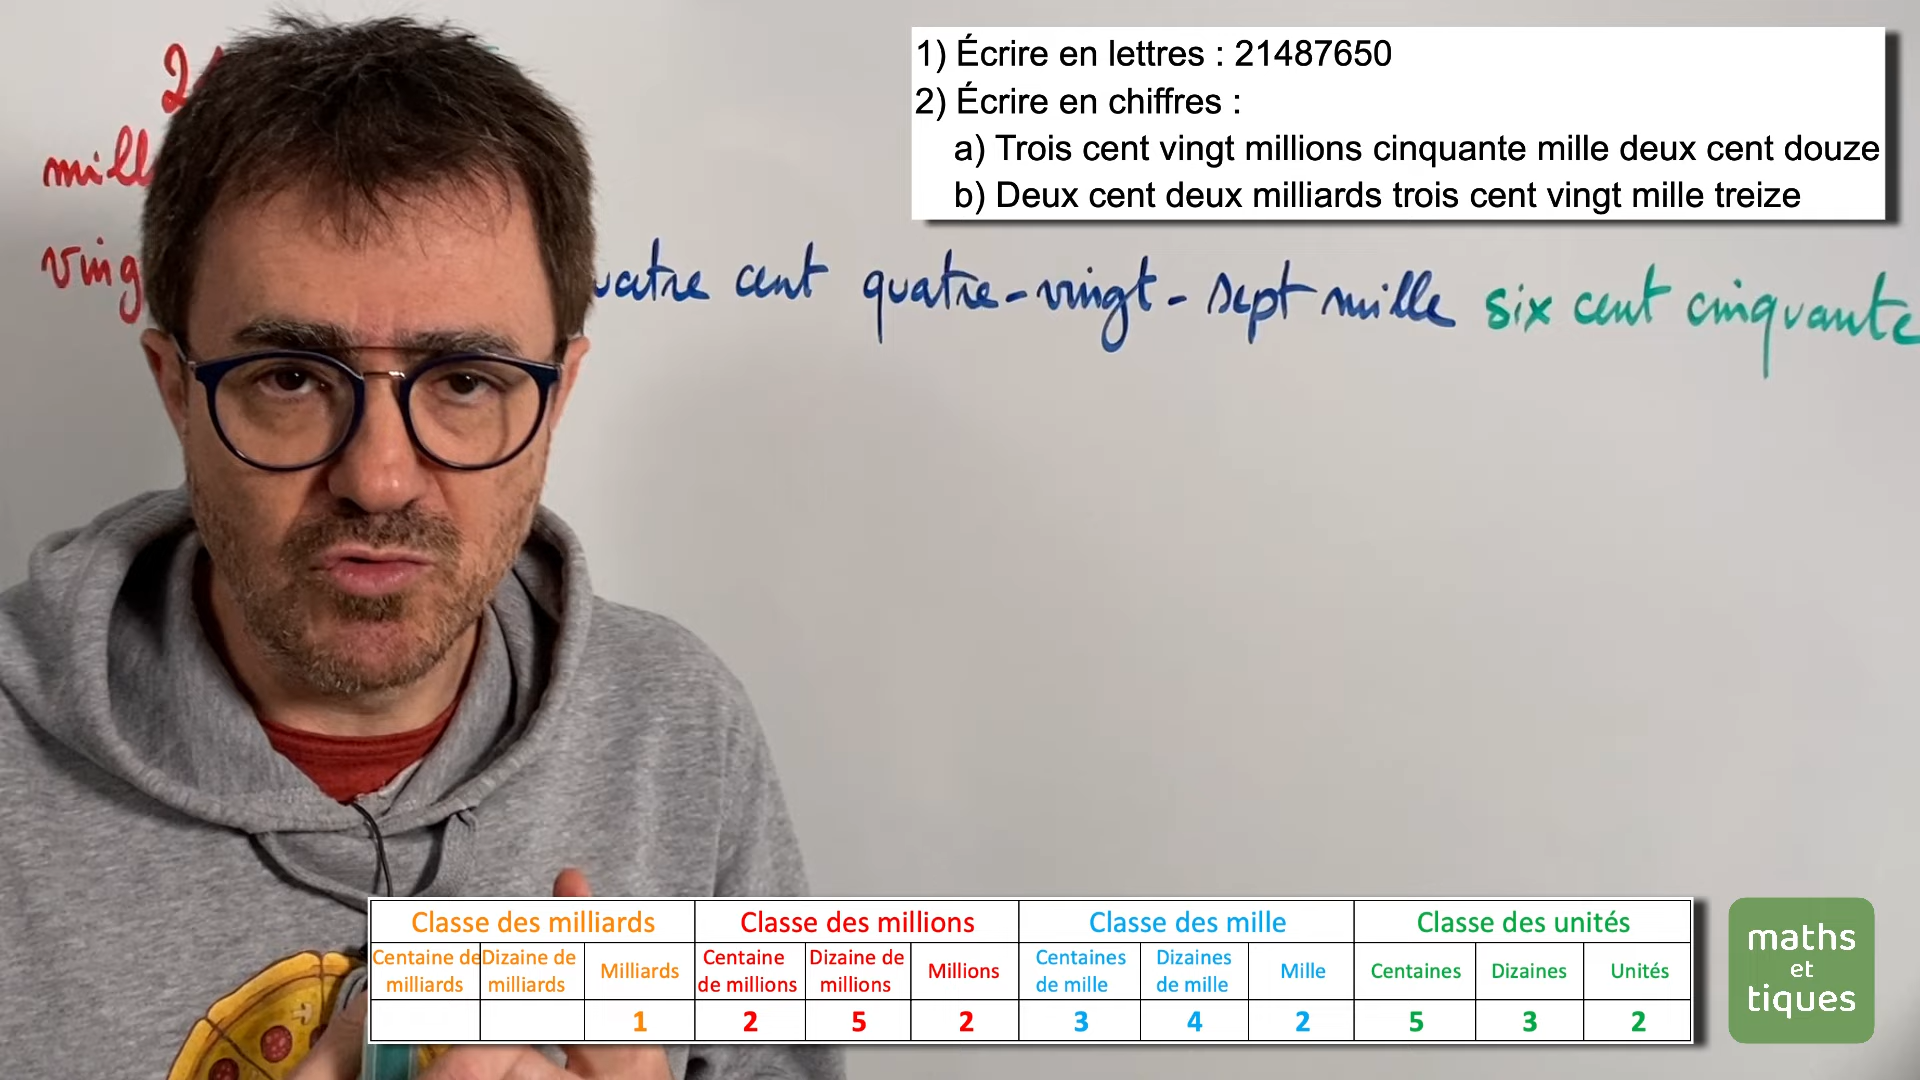 1) Écrire en lettres : 21487650
2) Écrire en chiffres :
a) Trois cent vingt millions cinquante mille deux cent douze
b) Deux cent deux milliards trois cent vingt mille treize
cent quatre-vingt-sept mille six cent cinquante
Classe des milliards Classe des millions Classe des mille Classe des unités
Centaine de milliards Dizaine de milliards Milliards Centaine de millions Dizaine de millions Millions Centaines de mille Dizaines de mille Mille Centaines Dizaines Unités
1 2 5 2 3 4 2 5 3 2
maths
et
tiques